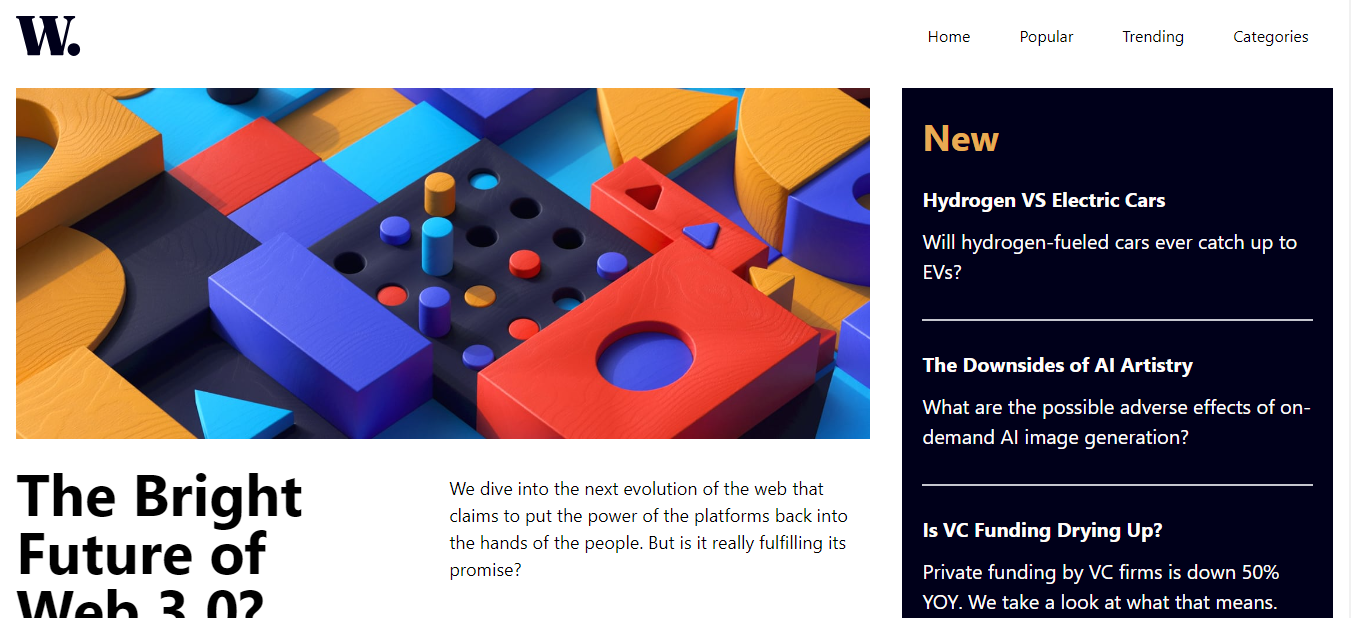 W.
Home
Popular
Trending
Categories
The Bright
Future of
Web 3.0?
We dive into the next evolution of the web that
claims to put the power of the platforms back into
the hands of the people. But is it really fulfilling its
promise?
New
Hydrogen VS Electric Cars
Will hydrogen-fueled cars ever catch up to
EVs?
The Downsides of AI Artistry
What are the possible adverse effects of on-
demand AI image generation?
Is VC Funding Drying Up?
Private funding by VC firms is down 50%
YOY. We take a look at what that means.